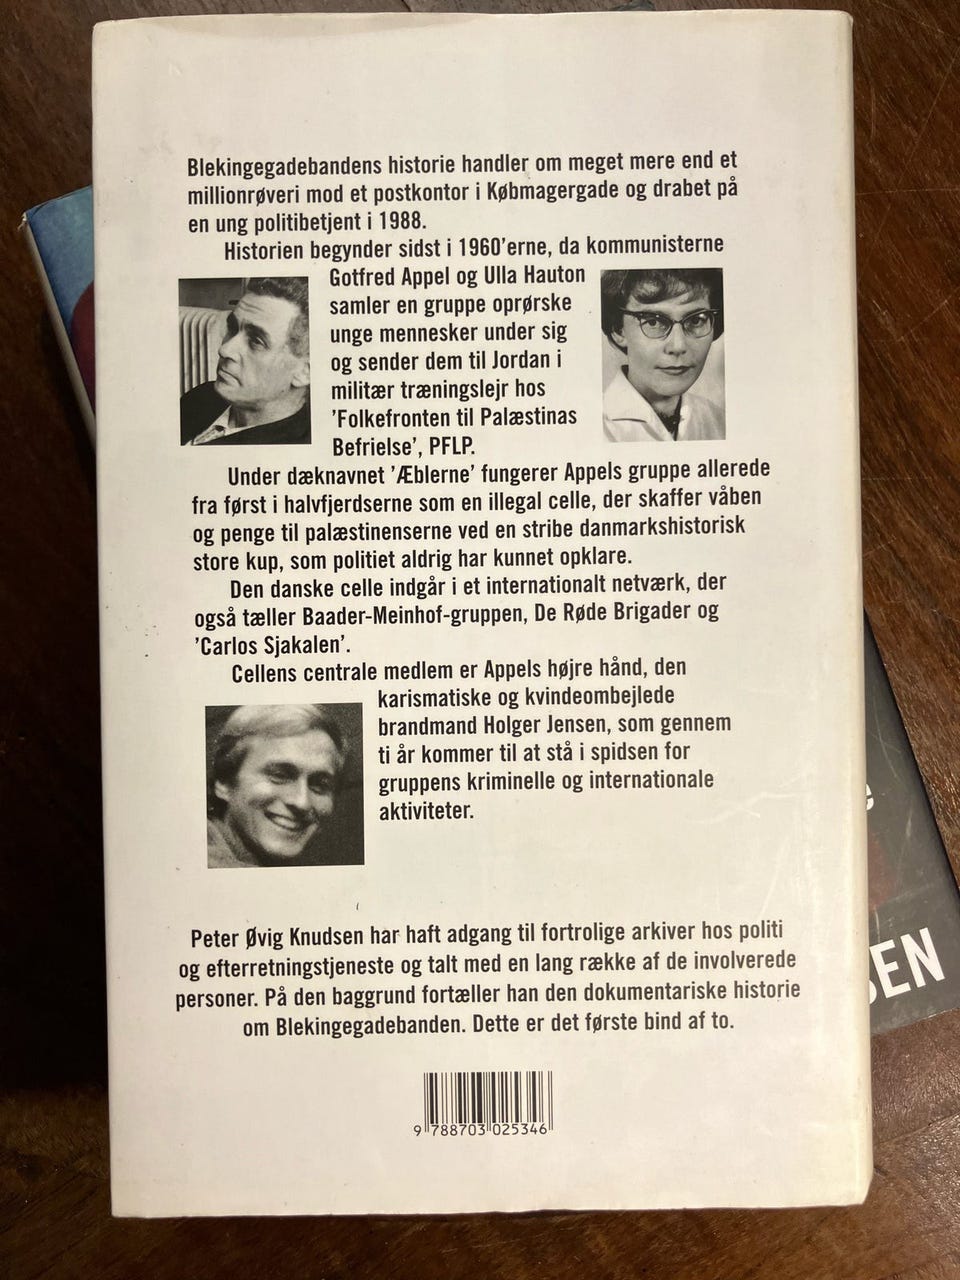 Blekingegadebandens historie handler om meget mere end et
millionrøveri mod et postkontor i Købmagergade og drabet på
en ung politibetjent i 1988.
Historien begynder sidst i 1960'erne, da kommunisterne
Gotfred Appel og Ulla Hauton
samler en gruppe oprørske
unge mennesker under sig
og sender dem til Jordan i
militær træningslejr hos
'Folkefronten til Palæstinas
Befrielse', PFLP.
Under dæknavnet 'Æblerne' fungerer Appels gruppe allerede
fra først i halvfjerdserne som en illegal celle, der skaffer våben
og penge til palæstinenserne ved en stribe danmarkshistorisk
store kup, som politiet aldrig har kunnet opklare.
Den danske celle indgår i et internationalt netværk, der
også tæller Baader-Meinhof-gruppen, De Røde Brigader og
'Carlos Sjakalen'.
Cellens centrale medlem er Appels højre hånd, den
karismatiske og kvindeombejlede
brandmand Holger Jensen, som gennem
ti år kommer til at stå i spidsen for
gruppens kriminelle og internationale
aktiviteter.
Peter Øvig Knudsen har haft adgang til fortrolige arkiver hos politi
og efterretningstjeneste og talt med en lang række af de involverede
personer. På den baggrund fortæller han den dokumentariske historie
om Blekingegadebanden. Dette er det første bind af to.
9 788703 025346